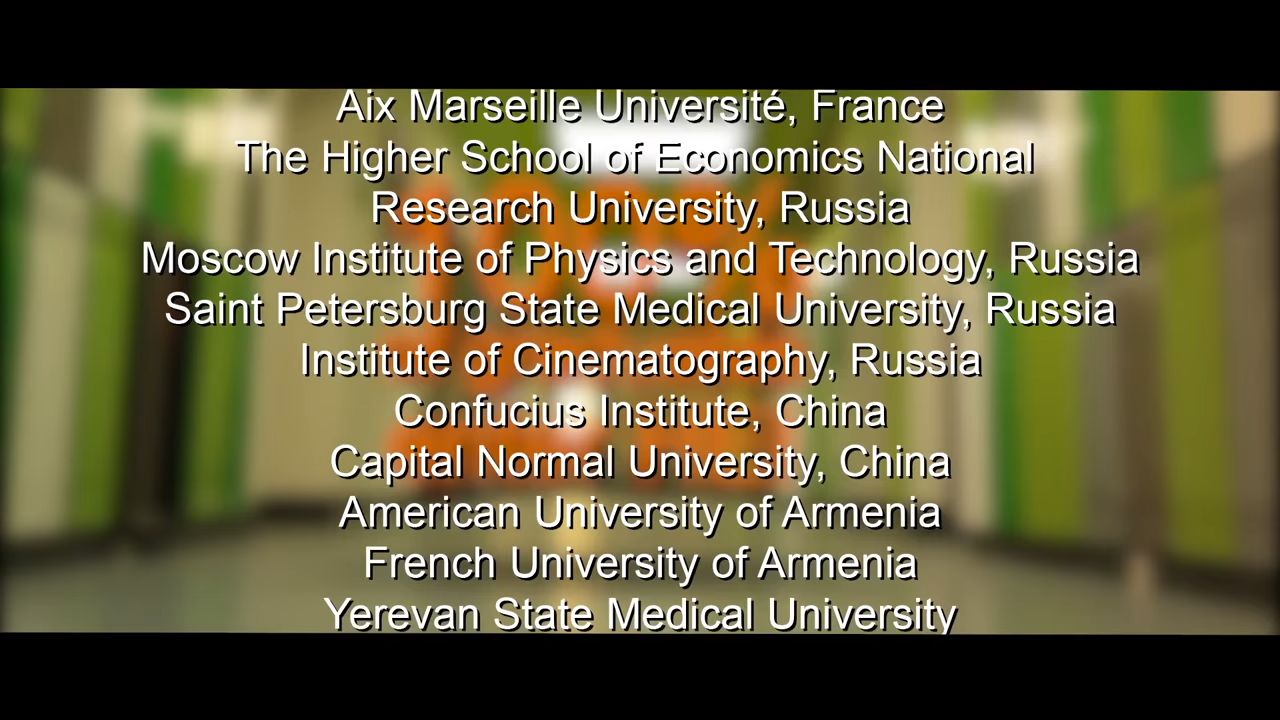 Aix Marseille Université, France
The Higher School of Economics National
Research University, Russia
Moscow Institute of Physics and Technology, Russia
Saint Petersburg State Medical University, Russia
Institute of Cinematography, Russia
Confucius Institute, China
Capital Normal University, China
American University of Armenia
French University of Armenia
Yerevan State Medical University